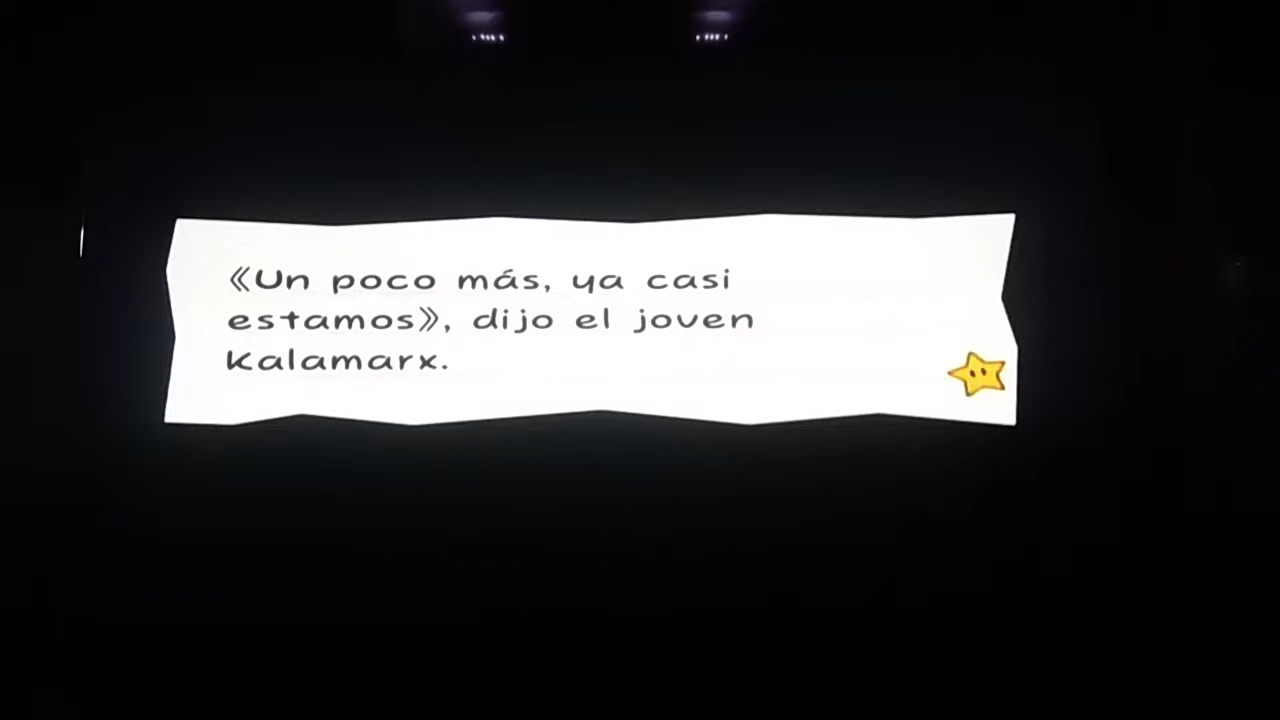 《Un poco más, ya casi
estamos》, dijo el joven
Kalamarx.